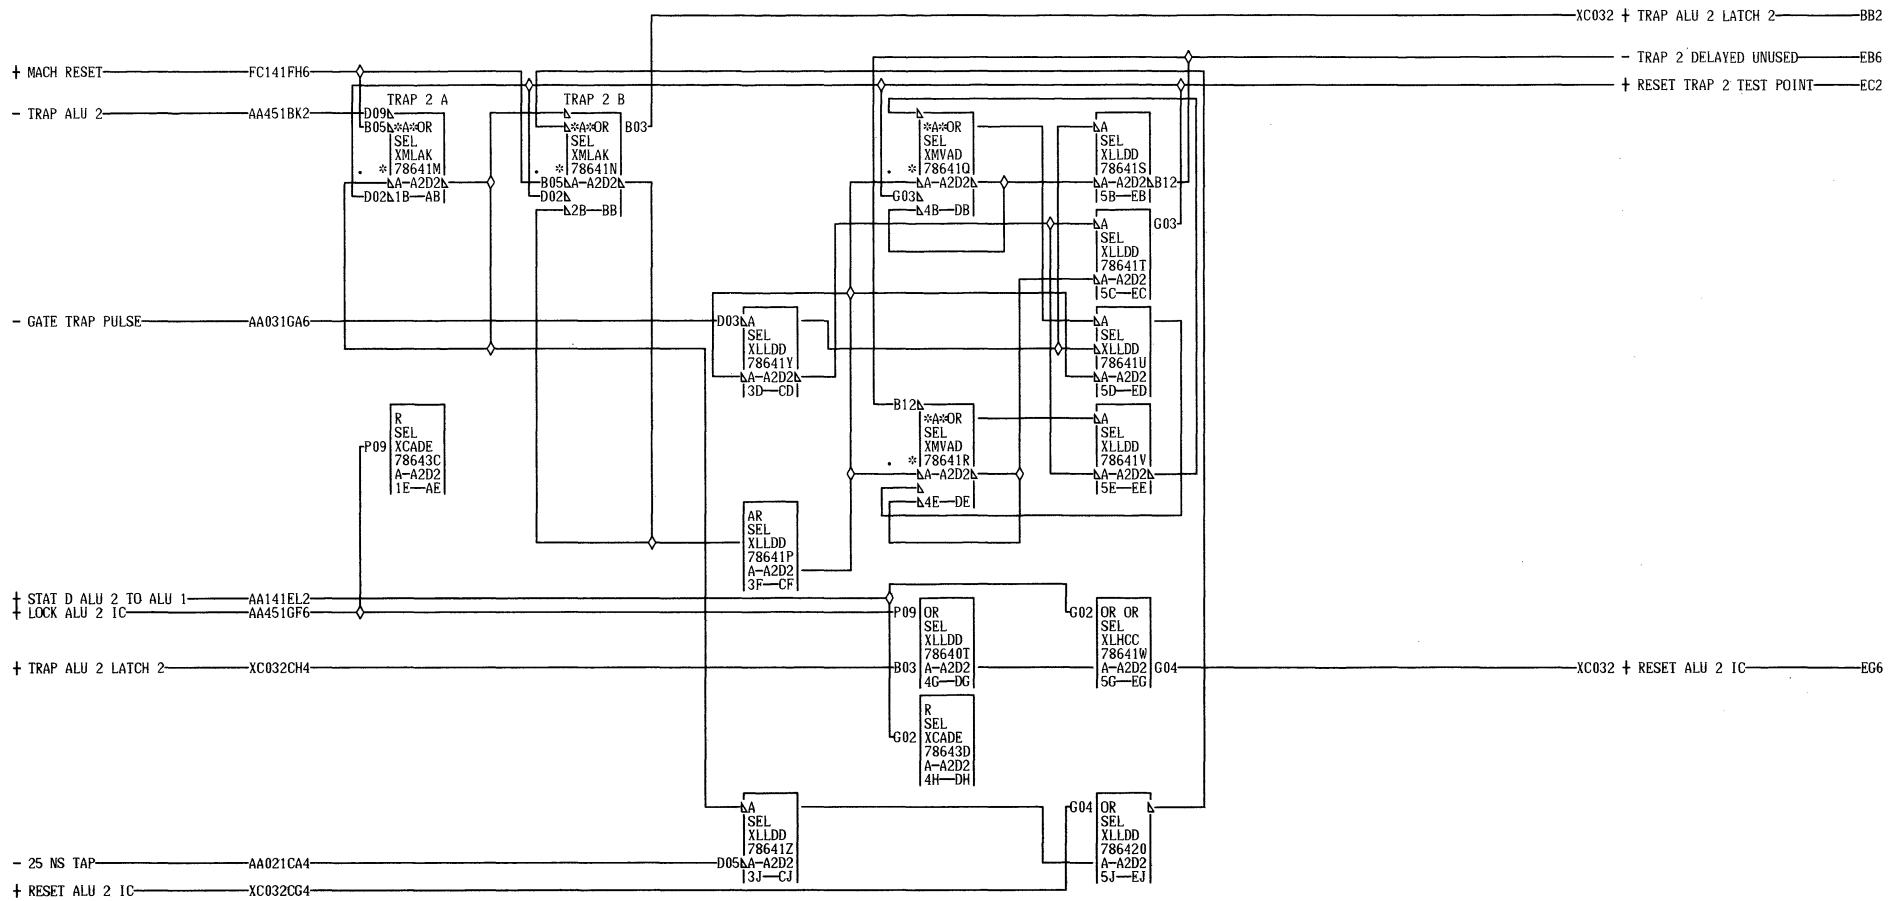 XC032 + TRAP ALU 2 LATCH 2 BB2
- TRAP 2 DELAYED UNUSED EB6
+ MACH RESET FC141FH6
+ RESET TRAP 2 TEST POINT EC2
- TRAP ALU 2 AA451BK2
TRAP 2 A
D09
B05 *A*OR
SEL
XMLAK
* 78641M
A-A2D2
D02 1B-AB
TRAP 2 B
*A*OR B03
SEL
XMLAK
* 78641N
B05 A-A2D2
D02
2B-BB
*A*OR
SEL
XMVAD
* 78641Q
A-A2D2
G03
4B-DB
A
SEL
XLLDD
78641S
A-A2D2 B12
5B-EB
A G03
SEL
XLLDD
78641T
A-A2D2
5C-EC
- GATE TRAP PULSE AA031GA6
D03 A
SEL
XLLDD
78641Y
A-A2D2
3D-CD
A
SEL
XLLDD
78641U
A-A2D2
5D-ED
R
SEL
P09 XCADE
78643C
A-A2D2
1E-AE
B12
*A*OR
SEL
XMVAD
* 78641R
A-A2D2
4E-DE
A
SEL
XLLDD
78641V
A-A2D2
5E-EE
AR
SEL
XLLDD
78641P
A-A2D2
3F-CF
+ STAT D ALU 2 TO ALU 1 AA141EL2
+ LOCK ALU 2 IC AA451GF6
P09 OR
SEL
XLLDD
78640T
B03 A-A2D2
4G-DG
G02 OR OR
SEL
XLHCC
78641W
A-A2D2 G04
5G-EG
+ TRAP ALU 2 LATCH 2 XC032CH4
XC032 + RESET ALU 2 IC EG6
R
SEL
G02 XCADE
78643D
A-A2D2
4H-DH
A
SEL
XLLDD
78641Z
D05 A-A2D2
3J-CJ
G04 OR
SEL
XLLDD
786420
A-A2D2
5J-EJ
- 25 NS TAP AA021CA4
+ RESET ALU 2 IC XC032CG4